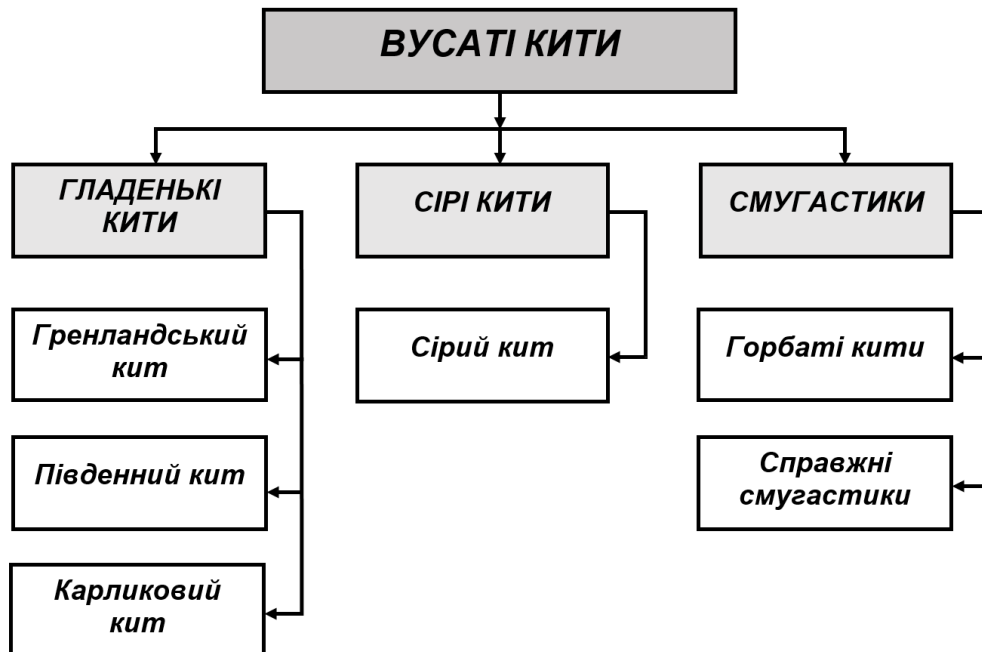 ВУСАТІ КИТИ
ГЛАДЕНЬКІ
КИТИ
СІРІ КИТИ
СМУГАСТИКИ
Гренландський
кит
Сірий кит
Горбаті кити
Південний кит
Справжні
смугастики
Карликовий
кит